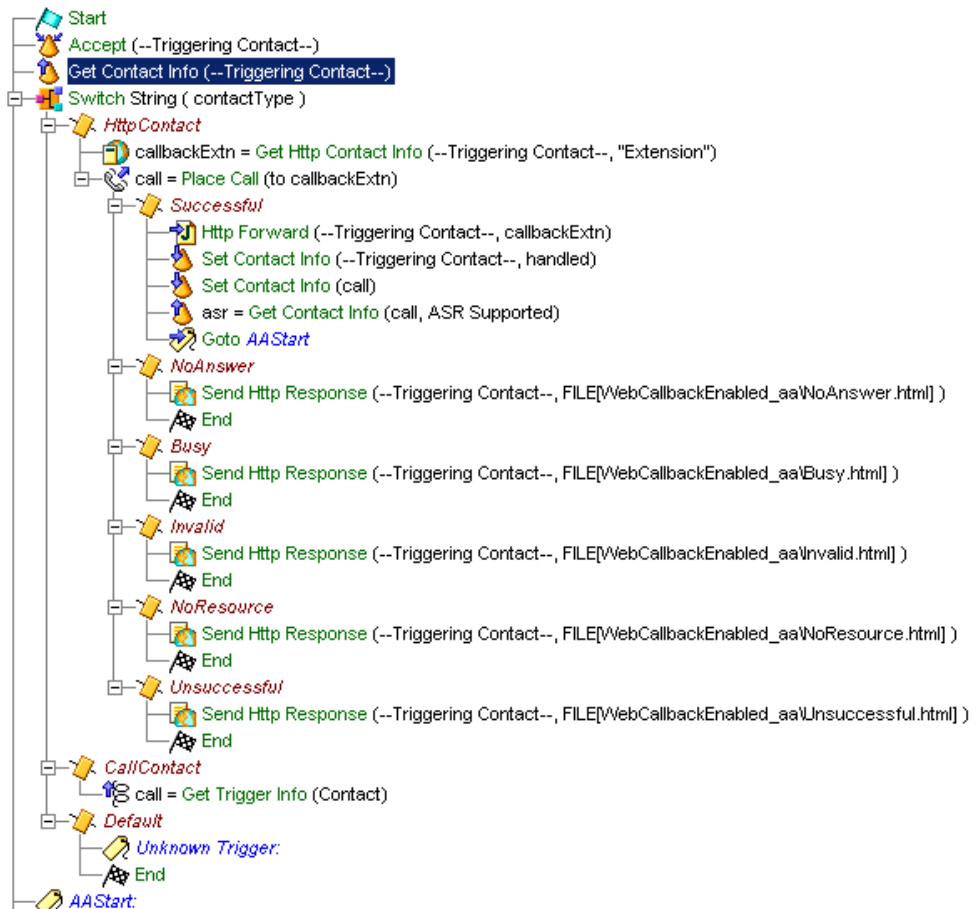 Start
Accept (--Triggering Contact--)
Get Contact Info (--Triggering Contact--)
Switch String ( contactType )
HttpContact
callbackExtn = Get Http Contact Info (--Triggering Contact--, "Extension")
call = Place Call (to callbackExtn)
Successful
Http Forward (--Triggering Contact--, callbackExtn)
Set Contact Info (--Triggering Contact--, handled)
Set Contact Info (call)
asr = Get Contact Info (call, ASR Supported)
Goto AAStart
NoAnswer
Send Http Response (--Triggering Contact--, FILE[WebCallbackEnabled_aa\NoAnswer.html] )
End
Busy
Send Http Response (--Triggering Contact--, FILE[WebCallbackEnabled_aa\Busy.html] )
End
Invalid
Send Http Response (--Triggering Contact--, FILE[WebCallbackEnabled_aa\Invalid.html] )
End
NoResource
Send Http Response (--Triggering Contact--, FILE[WebCallbackEnabled_aa\NoResource.html] )
End
Unsuccessful
Send Http Response (--Triggering Contact--, FILE[WebCallbackEnabled_aa\Unsuccessful.html] )
End
CallContact
call = Get Trigger Info (Contact)
Default
Unknown Trigger:
End
AAStart: